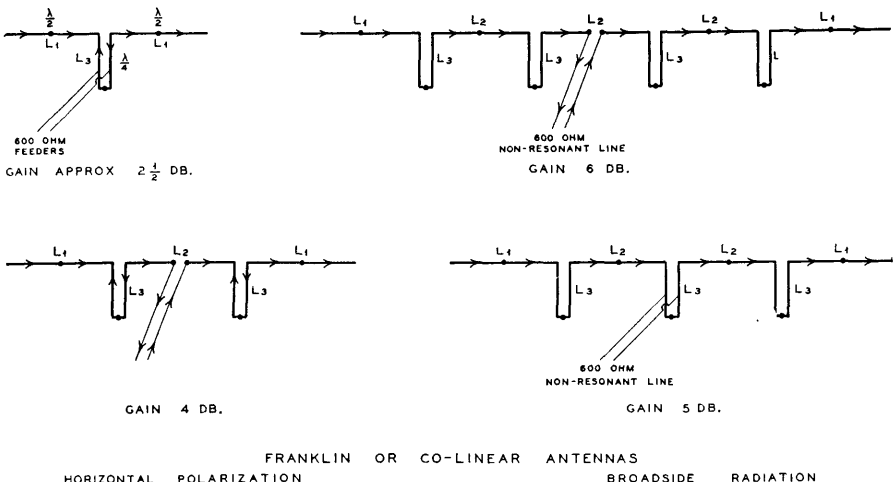 λ/2 λ/2
L1 L1
L3 λ/4
600 OHM
FEEDERS
GAIN APPROX 2 1/2 DB.
L1 L2 L2 L2 L1
L3 L3 L3 L
600 OHM
NON-RESONANT LINE
GAIN 6 DB.
L1 L2 L1
L3 L3
GAIN 4 DB.
L1 L2 L2 L1
L3 L3 L3
600 OHM
NON-RESONANT LINE
GAIN 5 DB.
FRANKLIN OR CO-LINEAR ANTENNAS
HORIZONTAL POLARIZATION BROADSIDE RADIATION